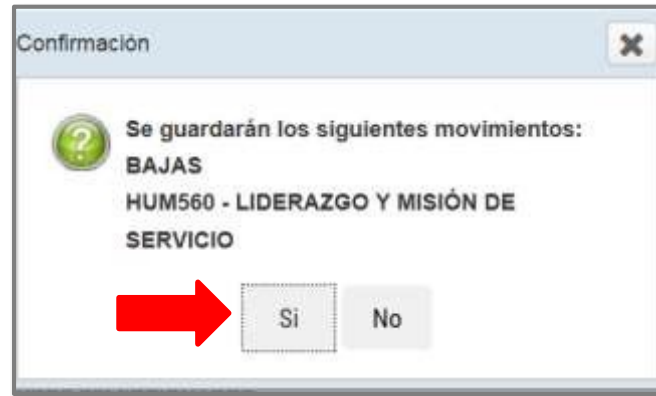 Confirmación
Se guardarán los siguientes movimientos:
BAJAS
HUM560 - LIDERAZGO Y MISIÓN DE
SERVICIO
Si No